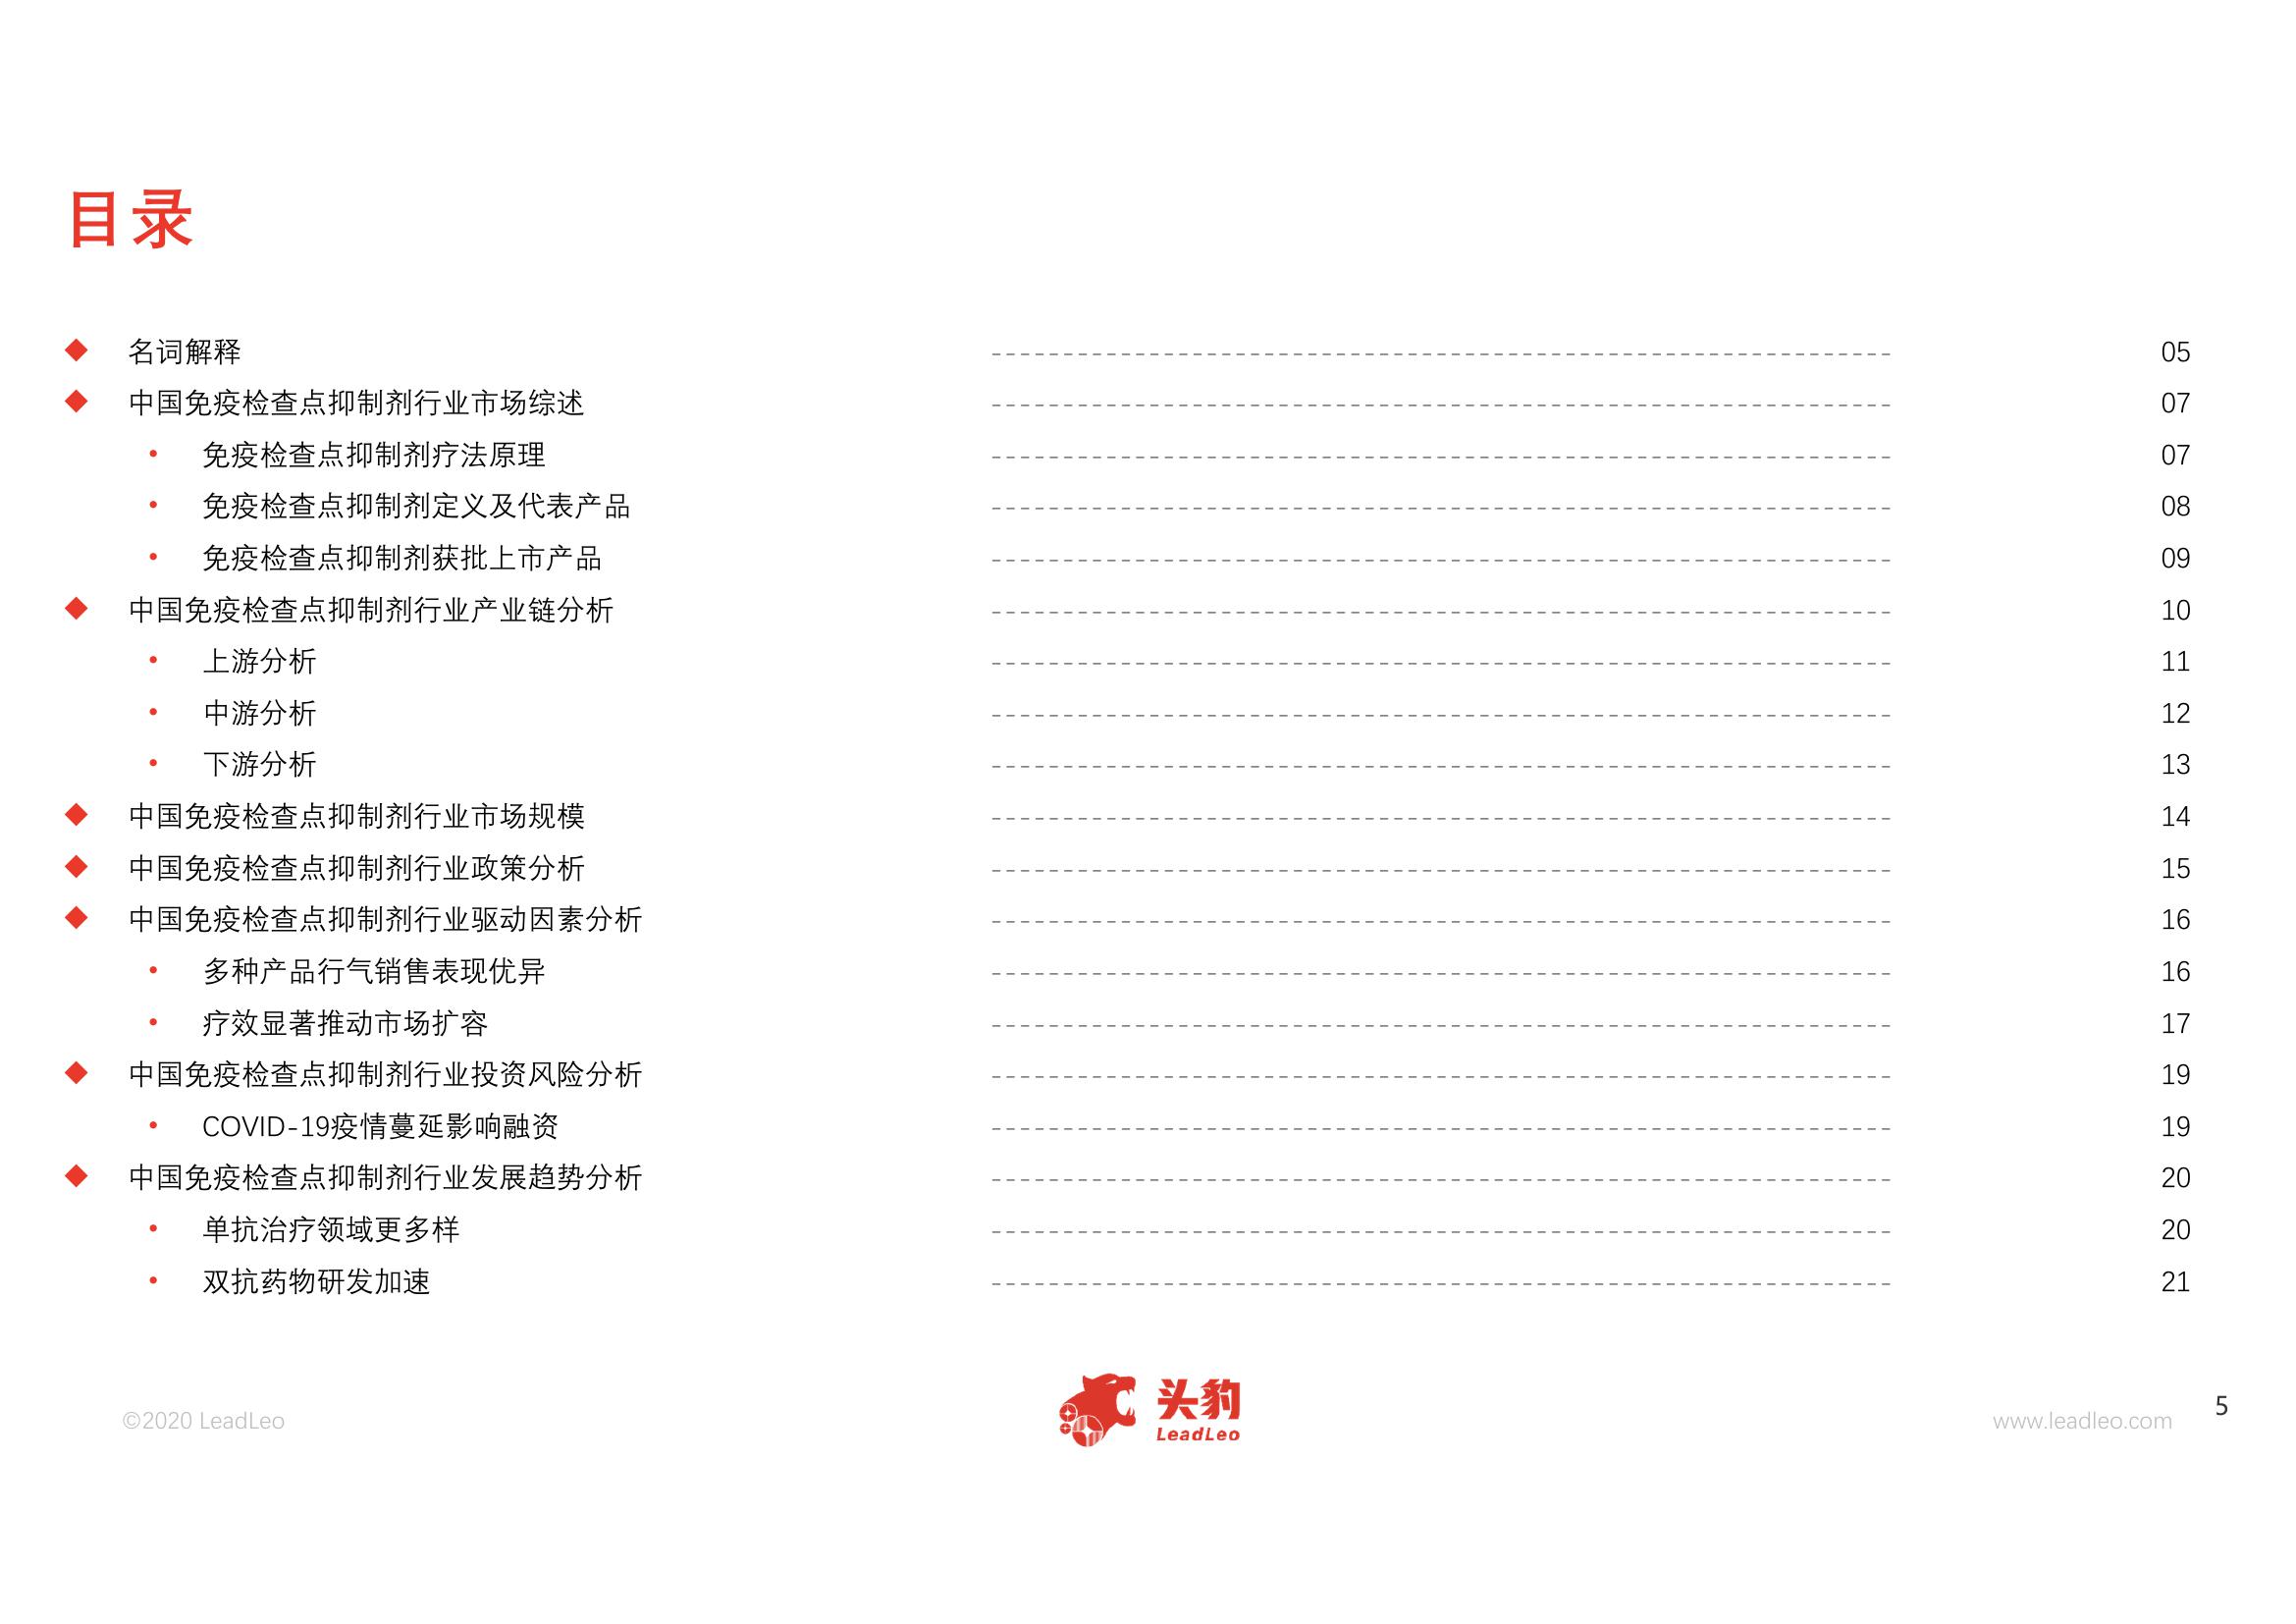 目录
◆ 名词解释 ------------------------------------------------------------ 05
◆ 中国免疫检查点抑制剂行业市场综述 ------------------------------------------------------------ 07
• 免疫检查点抑制剂疗法原理 ------------------------------------------------------------ 07
• 免疫检查点抑制剂定义及代表产品 ------------------------------------------------------------ 08
• 免疫检查点抑制剂获批上市产品 ------------------------------------------------------------ 09
◆ 中国免疫检查点抑制剂行业产业链分析 ------------------------------------------------------------ 10
• 上游分析 ------------------------------------------------------------ 11
• 中游分析 ------------------------------------------------------------ 12
• 下游分析 ------------------------------------------------------------ 13
◆ 中国免疫检查点抑制剂行业市场规模 ------------------------------------------------------------ 14
◆ 中国免疫检查点抑制剂行业政策分析 ------------------------------------------------------------ 15
◆ 中国免疫检查点抑制剂行业驱动因素分析 ------------------------------------------------------------ 16
• 多种产品行气销售表现优异 ------------------------------------------------------------ 16
• 疗效显著推动市场扩容 ------------------------------------------------------------ 17
◆ 中国免疫检查点抑制剂行业投资风险分析 ------------------------------------------------------------ 19
• COVID-19疫情蔓延影响融资 ------------------------------------------------------------ 19
◆ 中国免疫检查点抑制剂行业发展趋势分析 ------------------------------------------------------------ 20
• 单抗治疗领域更多样 ------------------------------------------------------------ 20
• 双抗药物研发加速 ------------------------------------------------------------ 21
©2020 LeadLeo
头豹
LeadLeo
www.leadleo.com
5